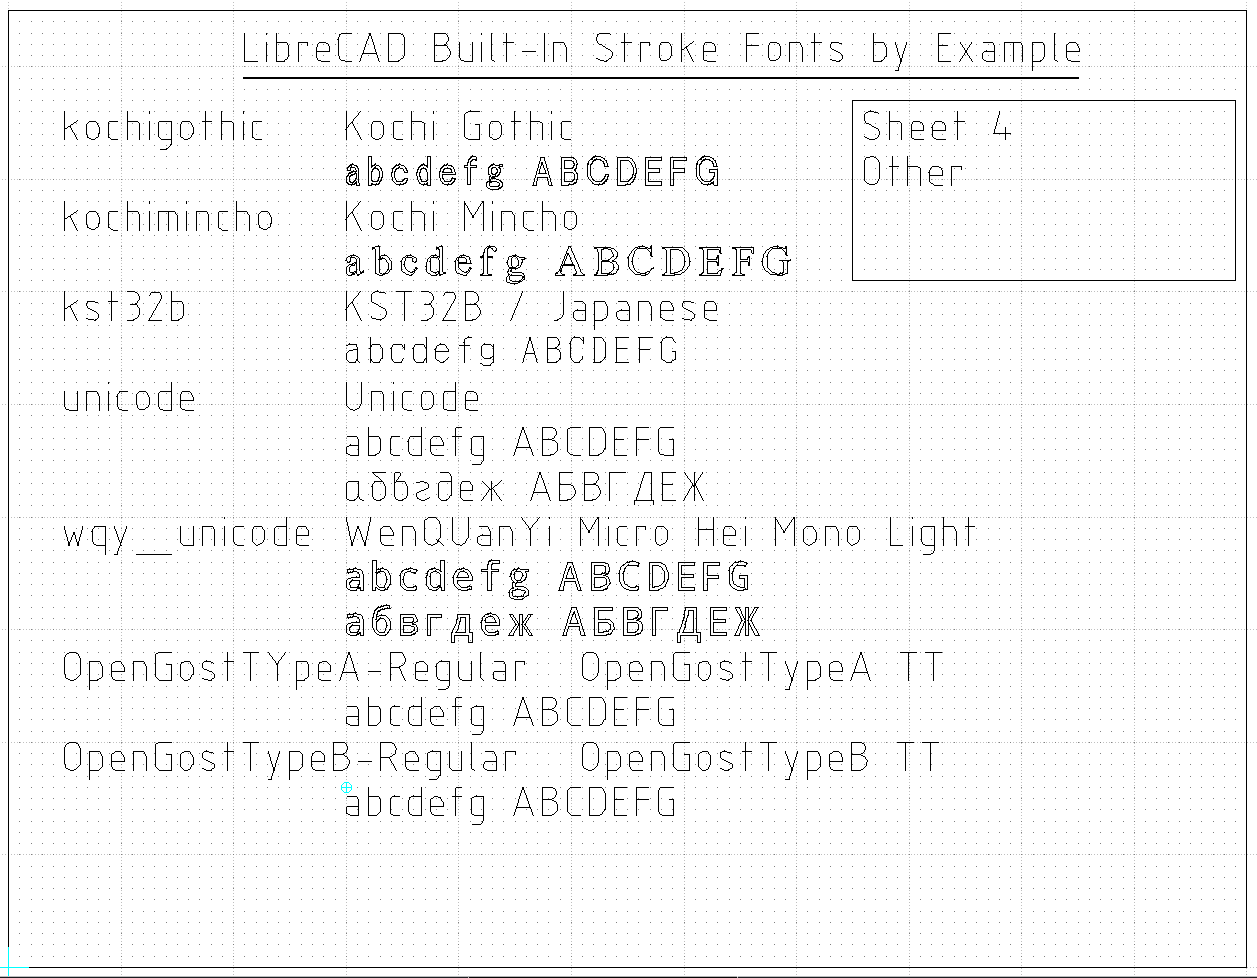 LibreCAD Built-In Stroke Fonts by Example
kochigothic Kochi Gothic
abcdefg ABCDEFG
kochimincho Kochi Mincho
abcdefg ABCDEFG
kst32b KST32B / Japanese
abcdefg ABCDEFG
unicode Unicode
abcdefg ABCDEFG
абвгдеж АБВГДЕЖ
wqy_unicode WenQUanYi Micro Hei Mono Light
abcdefg ABCDEFG
абвгдеж АБВГДЕЖ
OpenGostTYpeA-Regular OpenGostTypeA TT
abcdefg ABCDEFG
OpenGostTypeB-Regular OpenGostTypeB TT
abcdefg ABCDEFG
Sheet 4
Other